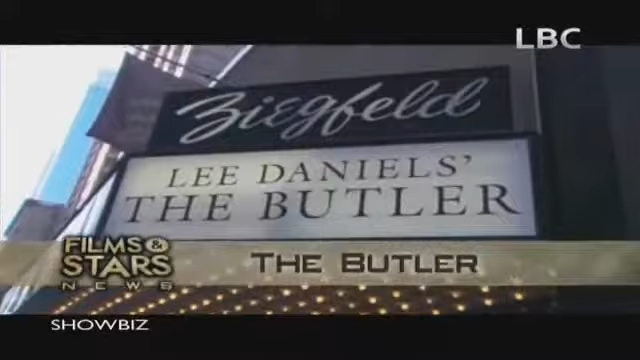 LBC
Ziegfeld
LEE DANIELS'
THE BUTLER
FILMS &
STARS
NEWS
THE BUTLER
SHOWBIZ